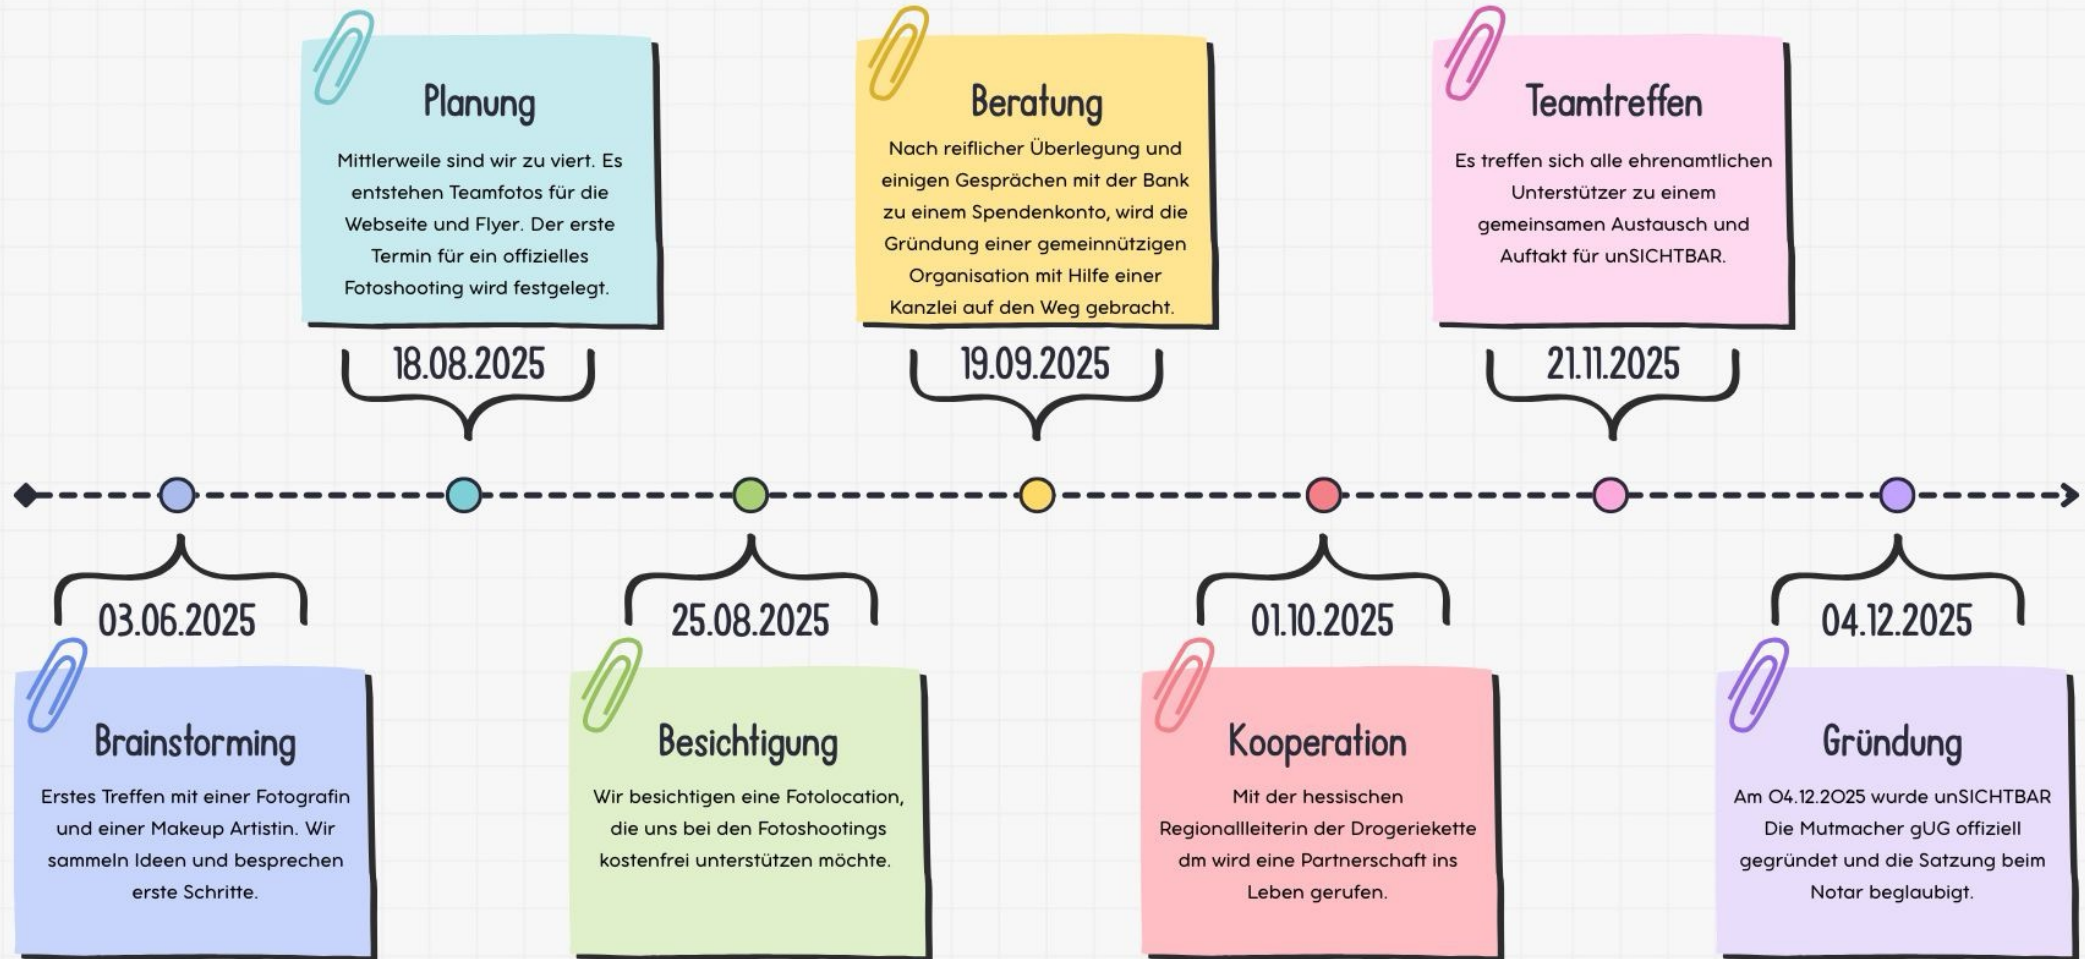 Planung
Mittlerweile sind wir zu viert. Es
entstehen Teamfotos für die
Webseite und Flyer. Der erste
Termin für ein offizielles
Fotoshooting wird festgelegt.
18.08.2025
Beratung
Nach reiflicher Überlegung und
einigen Gesprächen mit der Bank
zu einem Spendenkonto, wird die
Gründung einer gemeinnützigen
Organisation mit Hilfe einer
Kanzlei auf den Weg gebracht.
19.09.2025
Teamtreffen
Es treffen sich alle ehrenamtlichen
Unterstützer zu einem
gemeinsamen Austausch und
Auftakt für unSICHTBAR.
21.11.2025
03.06.2025
Brainstorming
Erstes Treffen mit einer Fotografin
und einer Makeup Artistin. Wir
sammeln Ideen und besprechen
erste Schritte.
25.08.2025
Besichtigung
Wir besichtigen eine Fotolocation,
die uns bei den Fotoshootings
kostenfrei unterstützen möchte.
01.10.2025
Kooperation
Mit der hessischen
Regionallleiterin der Drogeriekette
dm wird eine Partnerschaft ins
Leben gerufen.
04.12.2025
Gründung
Am 04.12.2025 wurde unSICHTBAR
Die Mutmacher gUG offiziell
gegründet und die Satzung beim
Notar beglaubigt.